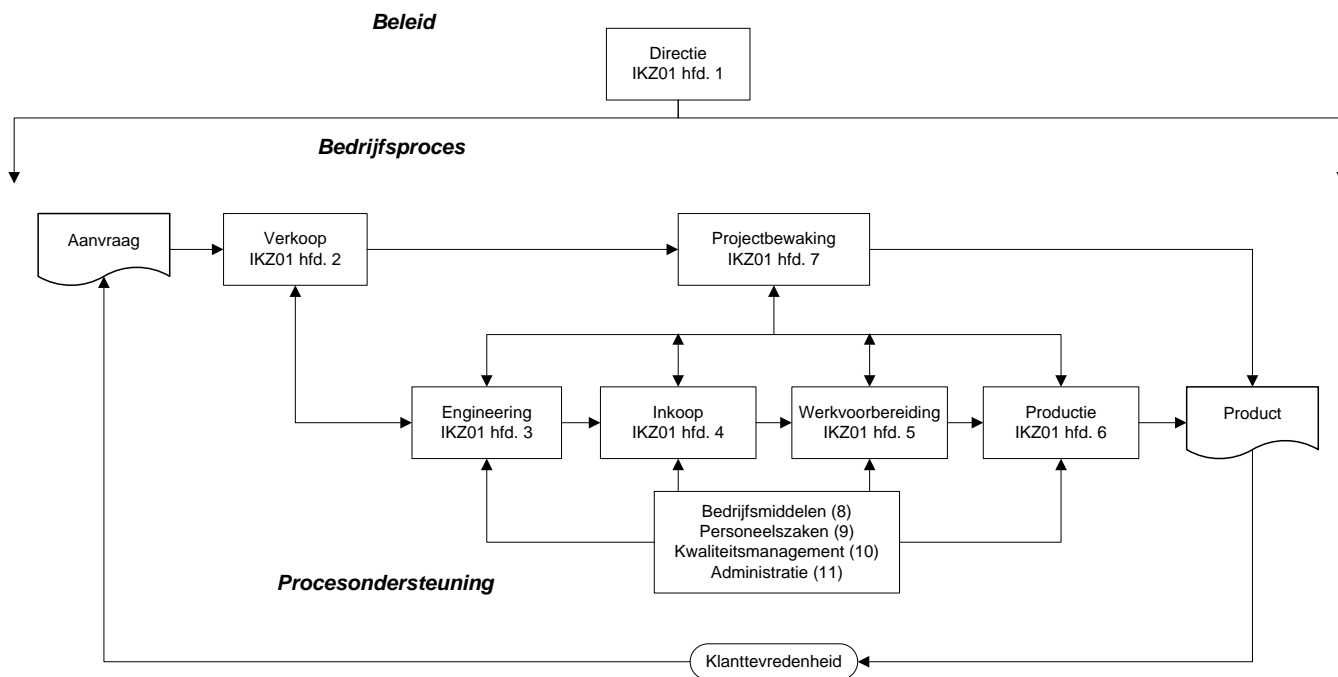 Beleid
Directie
IKZ01 hfd. 1
Bedrijfsproces
Aanvraag
Verkoop
IKZ01 hfd. 2
Projectbewaking
IKZ01 hfd. 7
Engineering
IKZ01 hfd. 3
Inkoop
IKZ01 hfd. 4
Werkvoorbereiding
IKZ01 hfd. 5
Productie
IKZ01 hfd. 6
Product
Bedrijfsmiddelen (8)
Personeelszaken (9)
Kwaliteitsmanagement (10)
Administratie (11)
Procesondersteuning
Klanttevredenheid